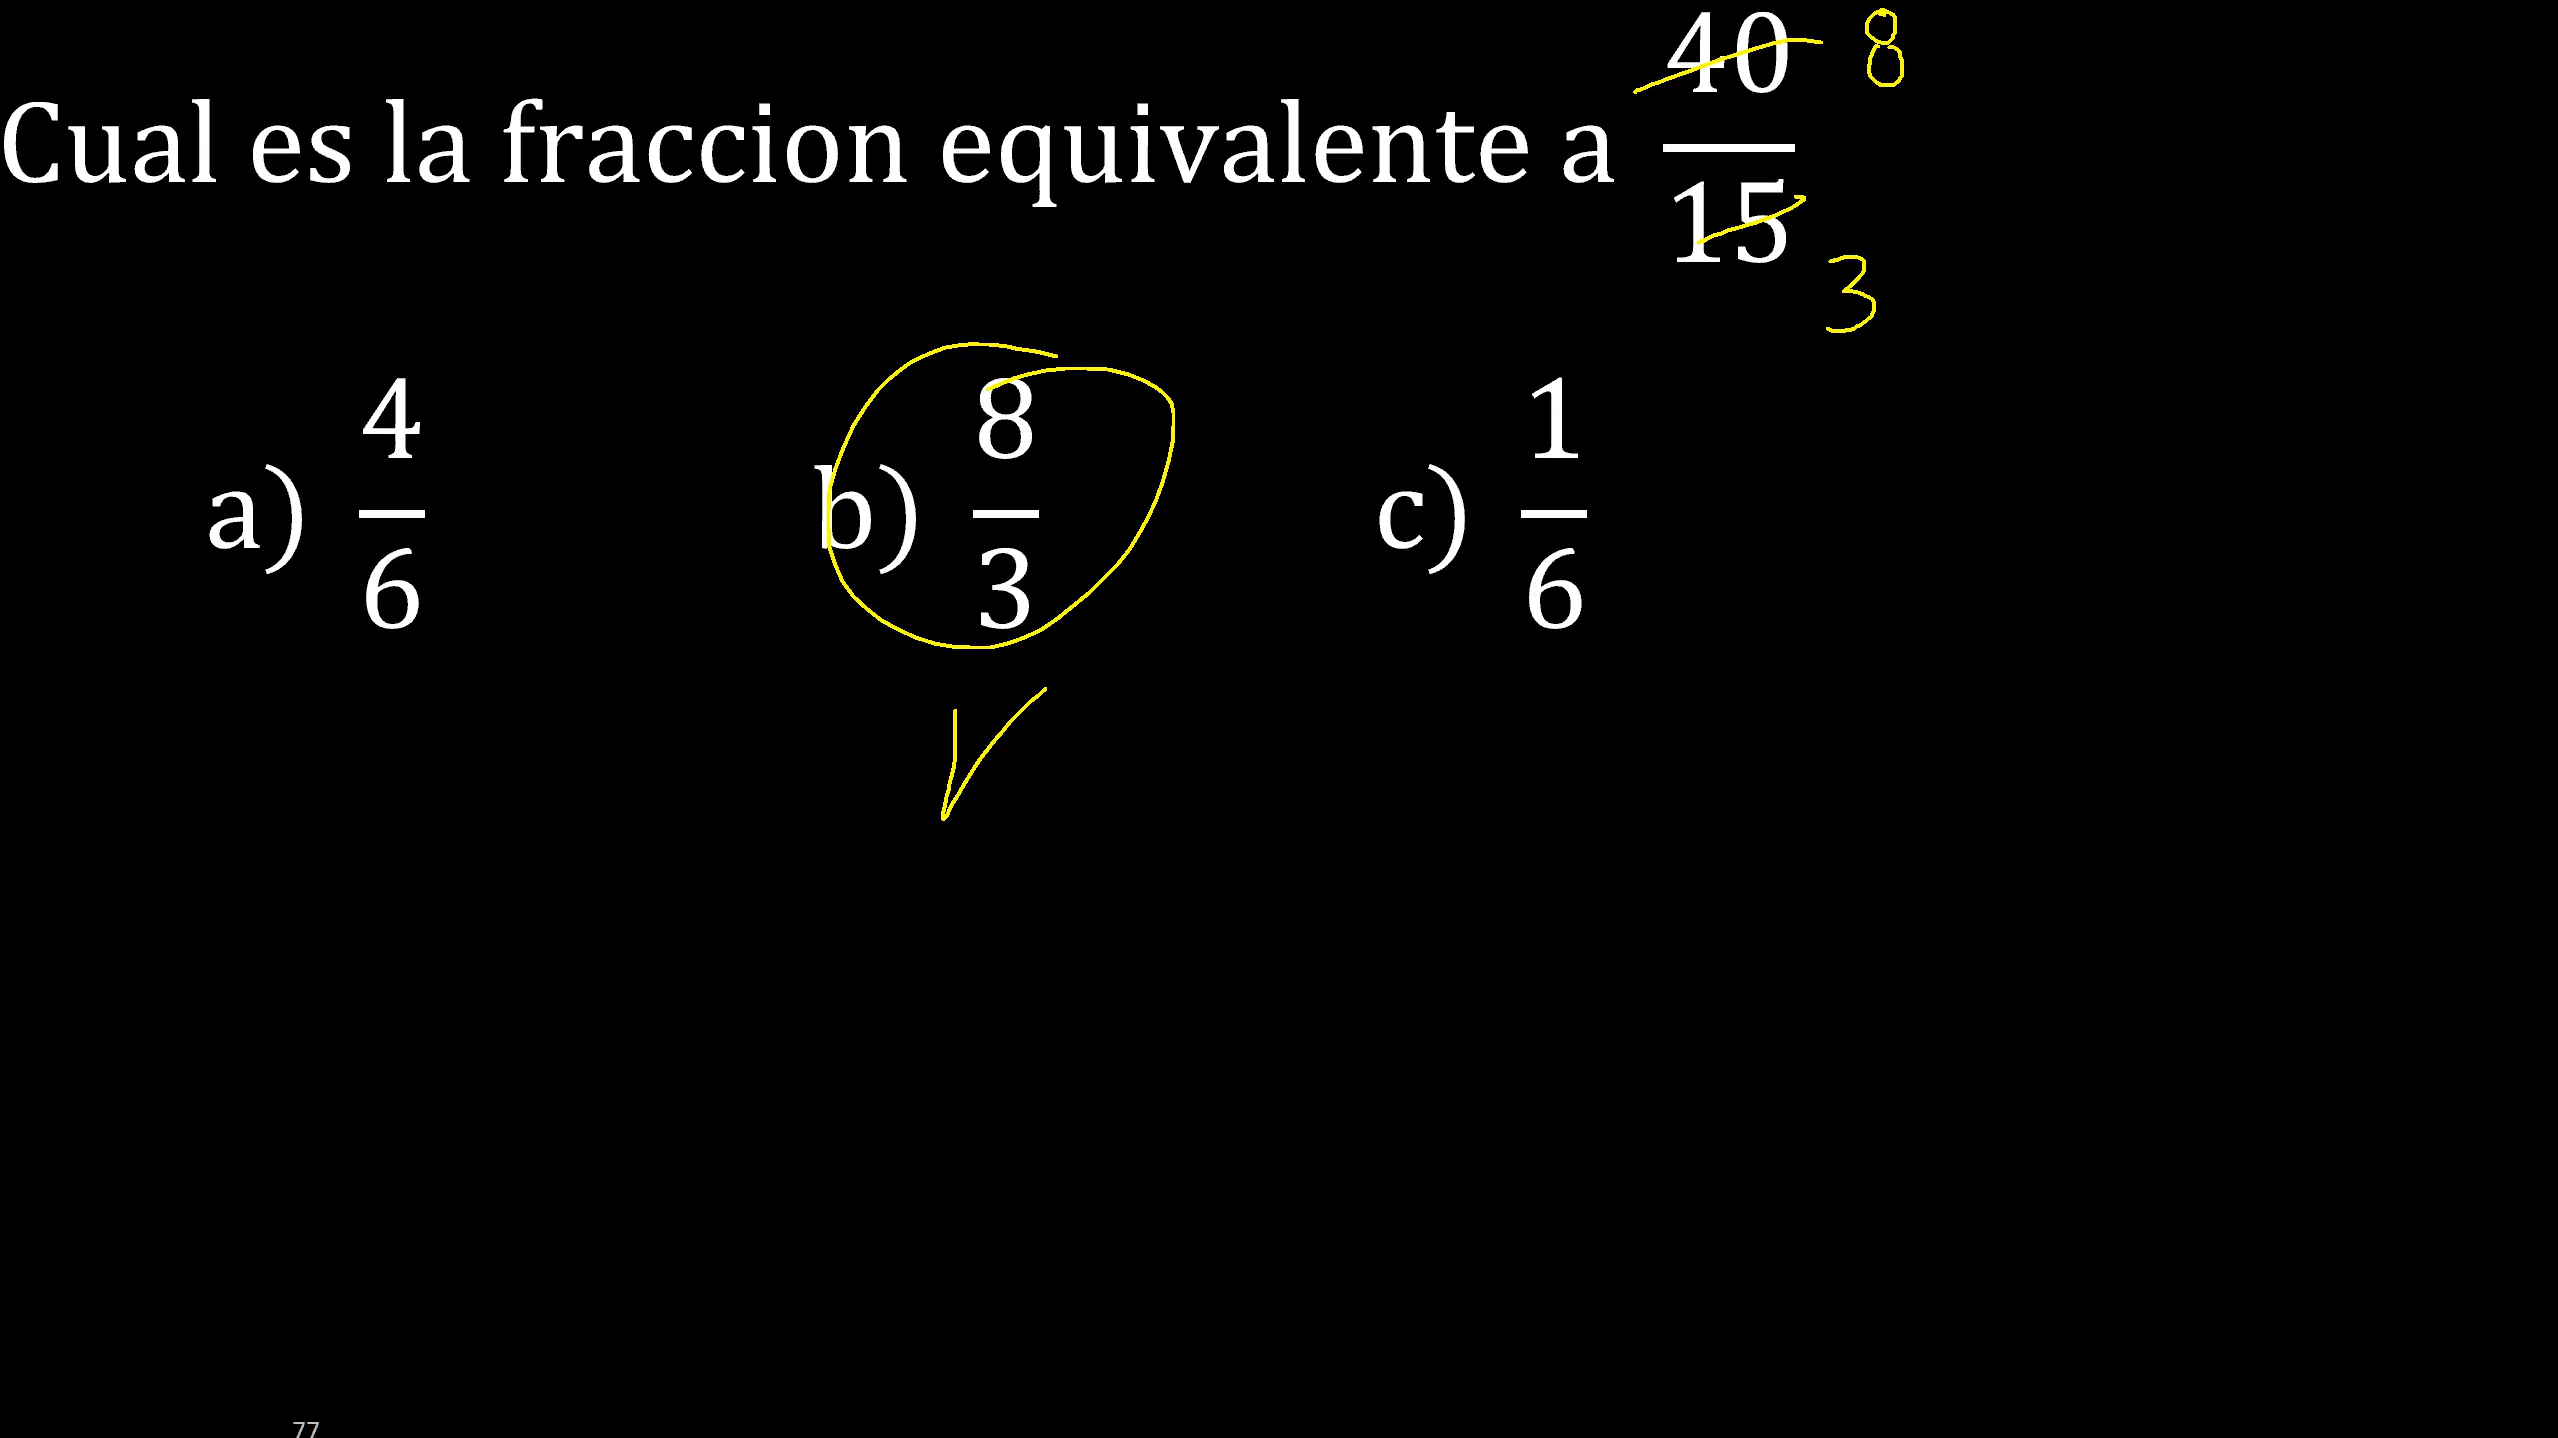 Cual es la fraccion equivalente a 40/15 8 3
a) 4/6 b) 8/3 c) 1/6
77